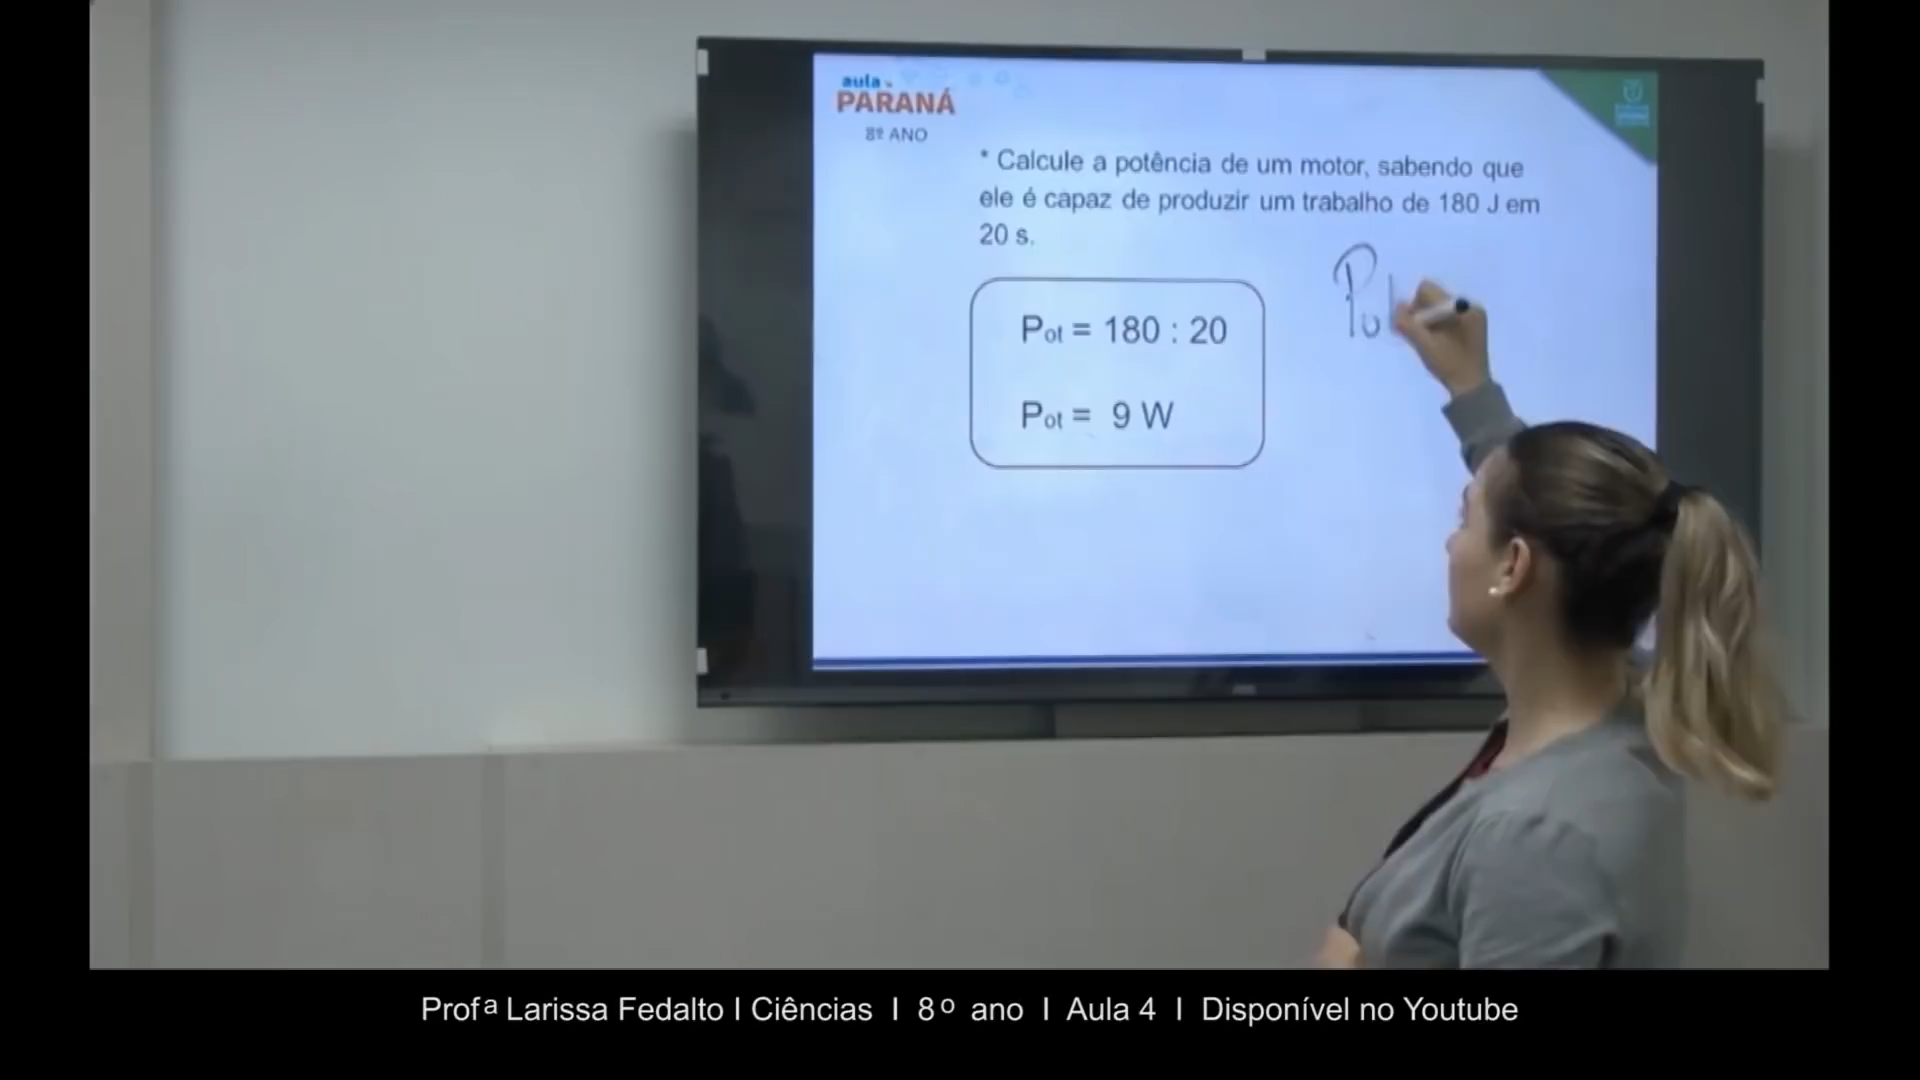 aula
PARANÁ
8º ANO
* Calcule a potência de um motor, sabendo que
ele é capaz de produzir um trabalho de 180 J em
20 s.
Pot = 180 : 20
Pot = 9 W
Pot
Profª Larissa Fedalto I Ciências I 8º ano I Aula 4 I Disponível no Youtube